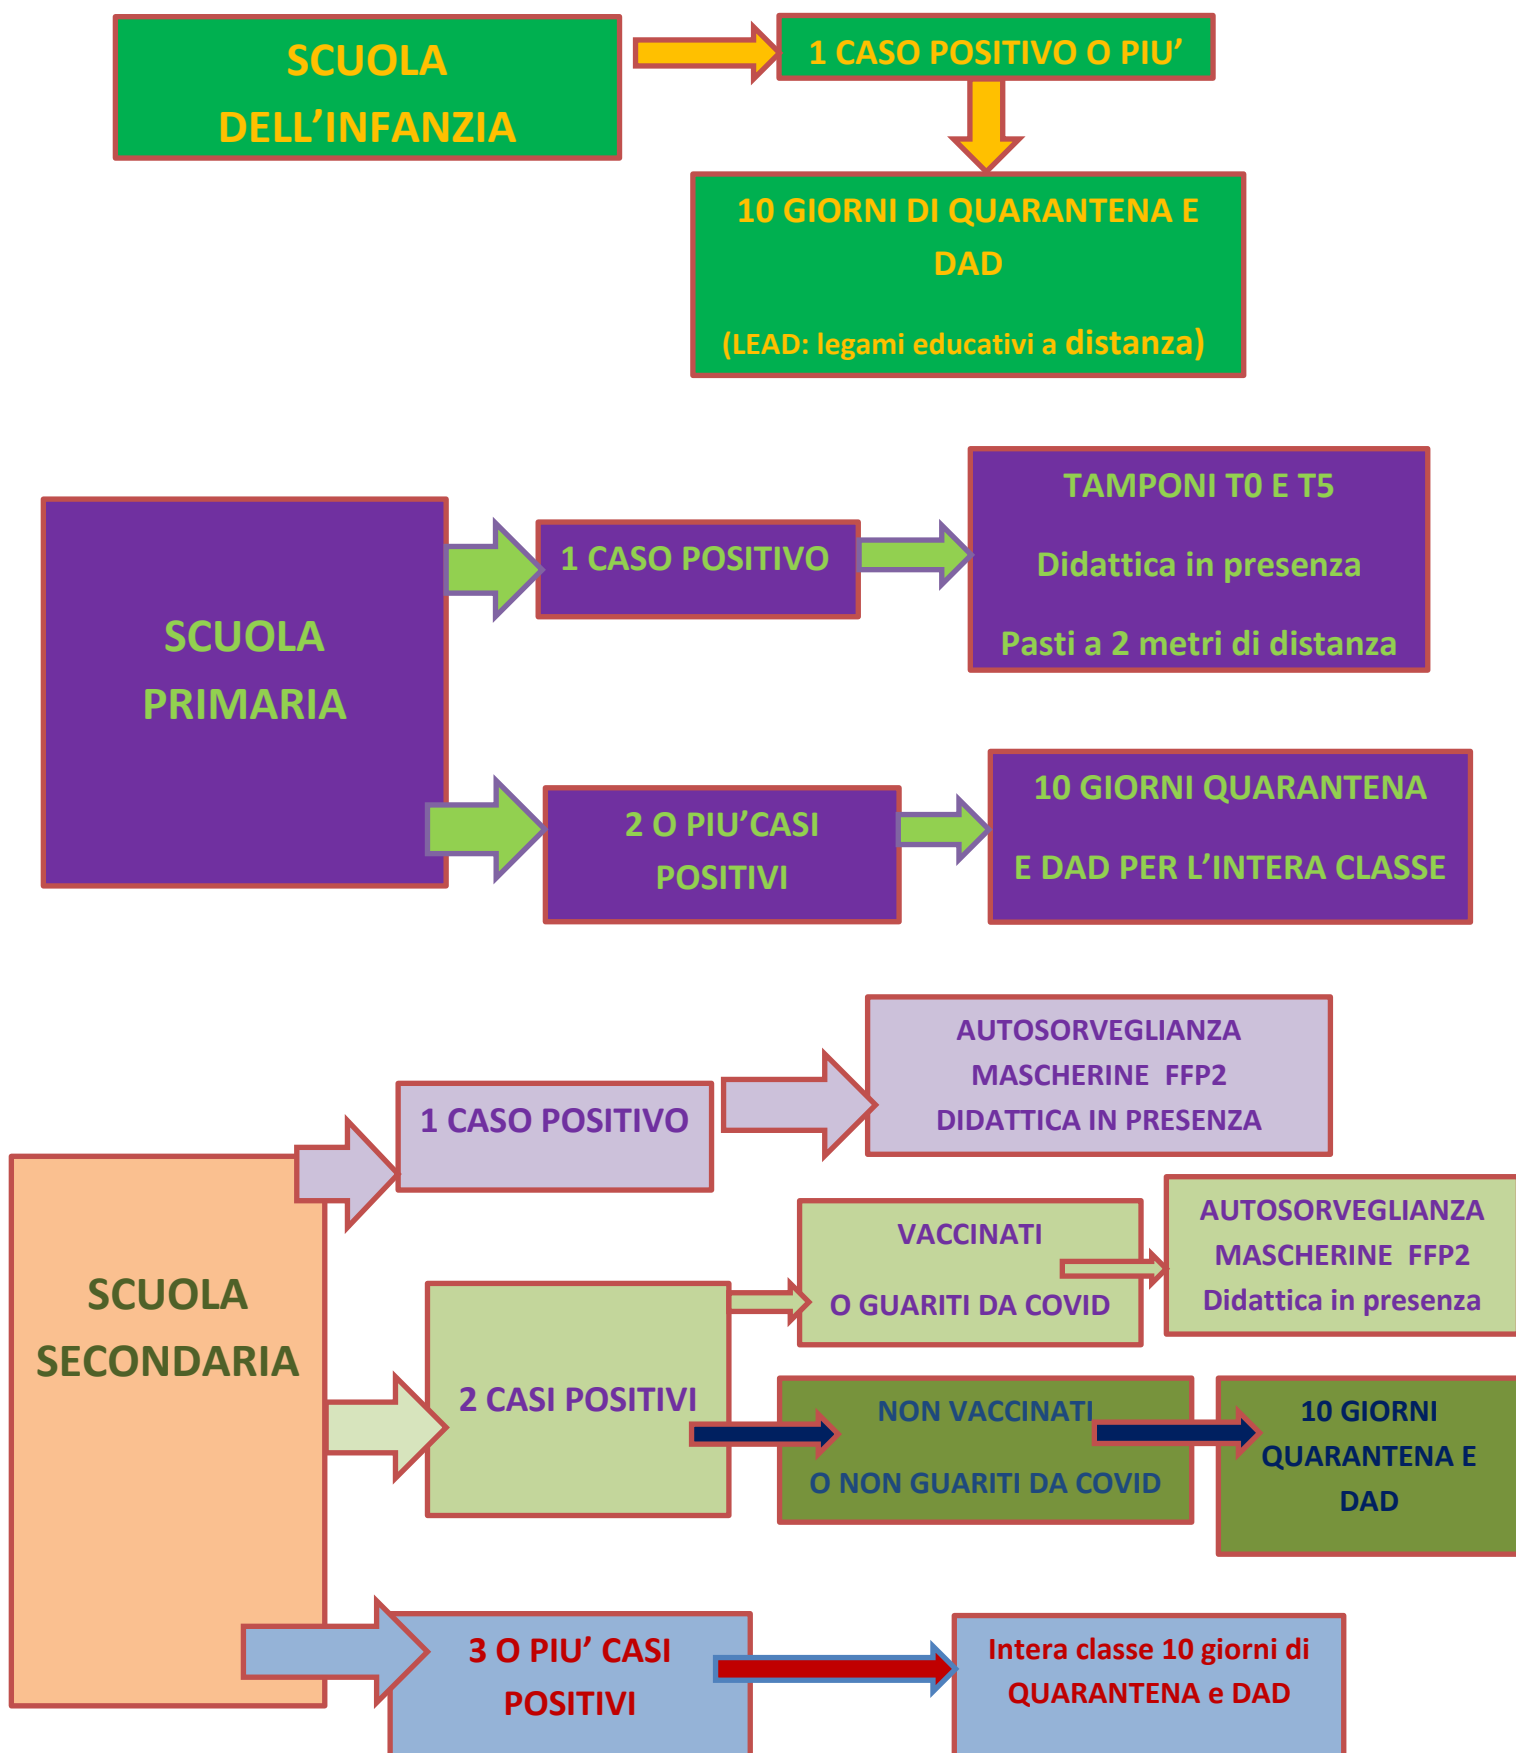 SCUOLA
DELL’INFANZIA
1 CASO POSITIVO O PIU’
10 GIORNI DI QUARANTENA E
DAD
(LEAD: legami educativi a distanza)
SCUOLA
PRIMARIA
1 CASO POSITIVO
TAMPONI T0 E T5
Didattica in presenza
Pasti a 2 metri di distanza
2 O PIU’CASI
POSITIVI
10 GIORNI QUARANTENA
E DAD PER L’INTERA CLASSE
SCUOLA
SECONDARIA
1 CASO POSITIVO
AUTOSORVEGLIANZA
MASCHERINE FFP2
DIDATTICA IN PRESENZA
2 CASI POSITIVI
VACCINATI
O GUARITI DA COVID
AUTOSORVEGLIANZA
MASCHERINE FFP2
Didattica in presenza
NON VACCINATI
O NON GUARITI DA COVID
10 GIORNI
QUARANTENA E
DAD
3 O PIU’ CASI
POSITIVI
Intera classe 10 giorni di
QUARANTENA e DAD